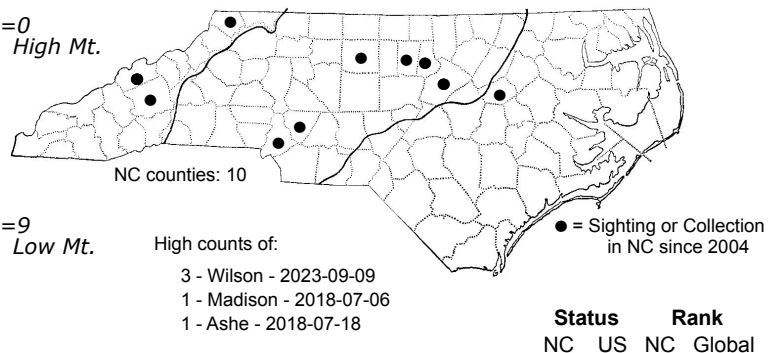 =0
High Mt.
NC counties: 10
=9
Low Mt.
High counts of:
3 - Wilson - 2023-09-09
1 - Madison - 2018-07-06
1 - Ashe - 2018-07-18
● = Sighting or Collection
in NC since 2004
Status Rank
NC US NC Global